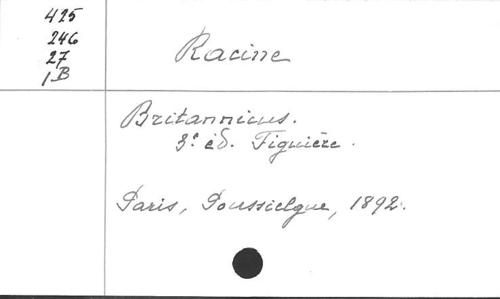 425
246
27
1B
Racine
Britannicus.
3e éd. Figuière.
Paris, Poussielgue, 1892.